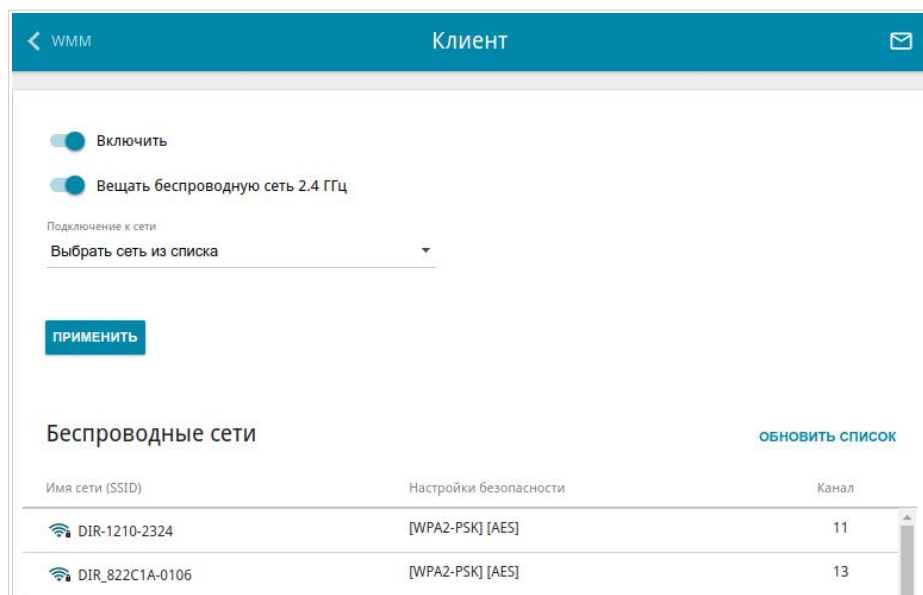 WMM Клиент
Включить
Вещать беспроводную сеть 2.4 ГГц
Подключение к сети
Выбрать сеть из списка
ПРИМЕНИТЬ
Беспроводные сети ОБНОВИТЬ СПИСОК
Имя сети (SSID) Настройки безопасности Канал
DIR-1210-2324 [WPA2-PSK] [AES] 11
DIR_822C1A-0106 [WPA2-PSK] [AES] 13